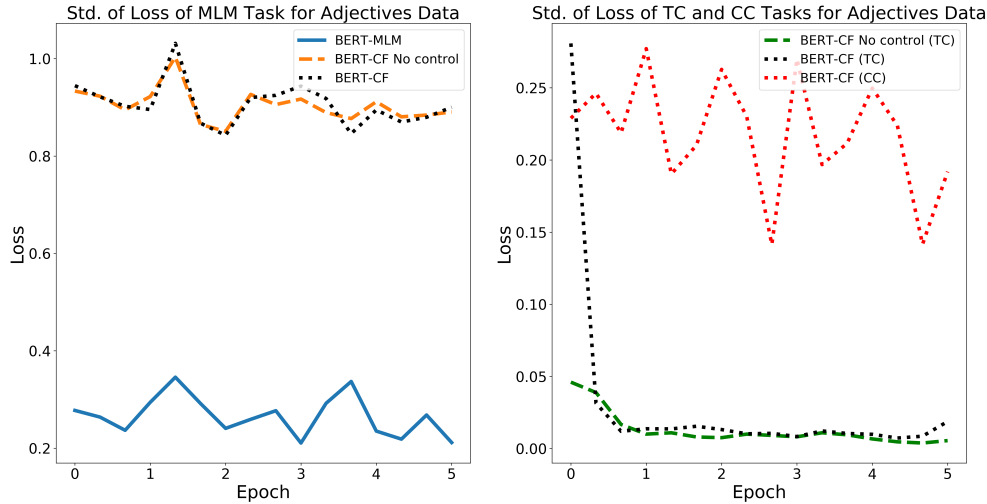 Std. of Loss of MLM Task for Adjectives Data
BERT-MLM
BERT-CF No control
BERT-CF
1.0
0.8
0.6
0.4
0.2
Loss
0 1 2 3 4 5
Epoch
Std. of Loss of TC and CC Tasks for Adjectives Data
BERT-CF No control (TC)
BERT-CF (TC)
BERT-CF (CC)
0.25
0.20
0.15
0.10
0.05
0.00
Loss
0 1 2 3 4 5
Epoch